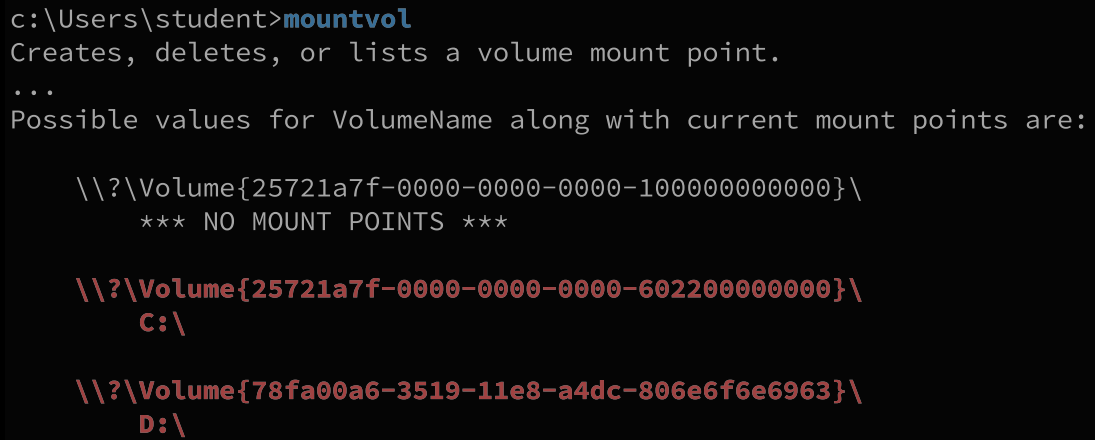 c:\Users\student>mountvol
Creates, deletes, or lists a volume mount point.
...
Possible values for VolumeName along with current mount points are:
\\?\Volume{25721a7f-0000-0000-0000-100000000000}\
*** NO MOUNT POINTS ***
\\?\Volume{25721a7f-0000-0000-0000-602200000000}\
C:\
\\?\Volume{78fa00a6-3519-11e8-a4dc-806e6f6e6963}\
D:\